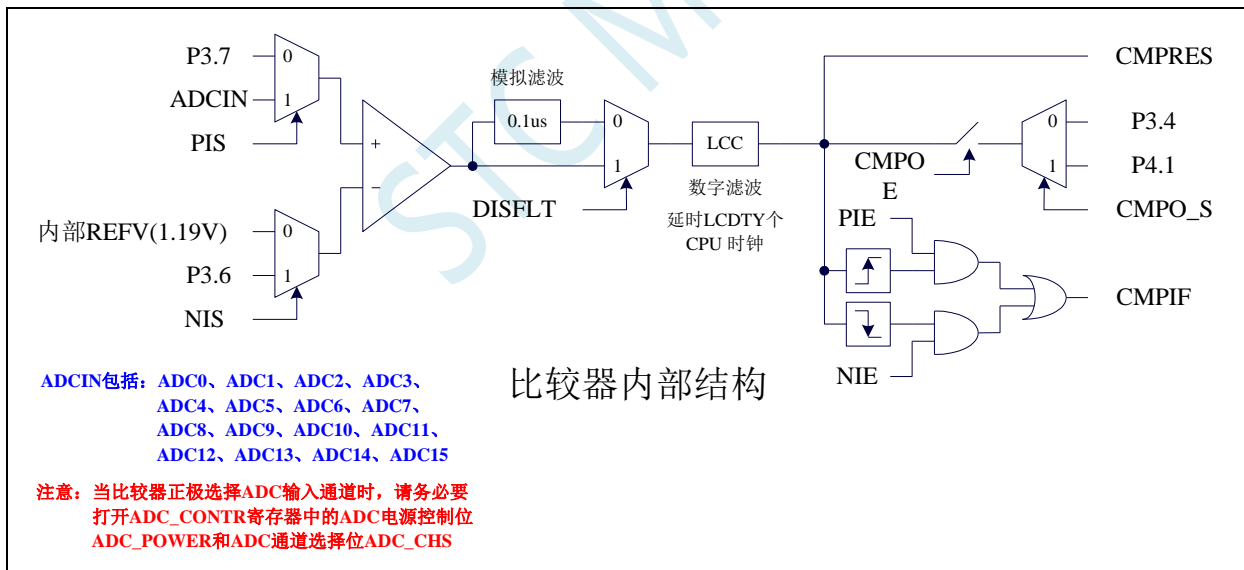 STC M
P3.7
0
ADCIN
1
PIS
+
−
内部REFV(1.19V)
0
P3.6
1
NIS
模拟滤波
0.1us
0
1
DISFLT
LCC
数字滤波
延时LCDTY个
CPU 时钟
CMPRES
CMPO
E
0
P3.4
1
P4.1
CMPO_S
PIE
NIE
CMPIF
比较器内部结构
ADCIN包括：ADC0、ADC1、ADC2、ADC3、
ADC4、ADC5、ADC6、ADC7、
ADC8、ADC9、ADC10、ADC11、
ADC12、ADC13、ADC14、ADC15
注意：当比较器正极选择ADC输入通道时，请务必要
打开ADC_CONTR寄存器中的ADC电源控制位
ADC_POWER和ADC通道选择位ADC_CHS